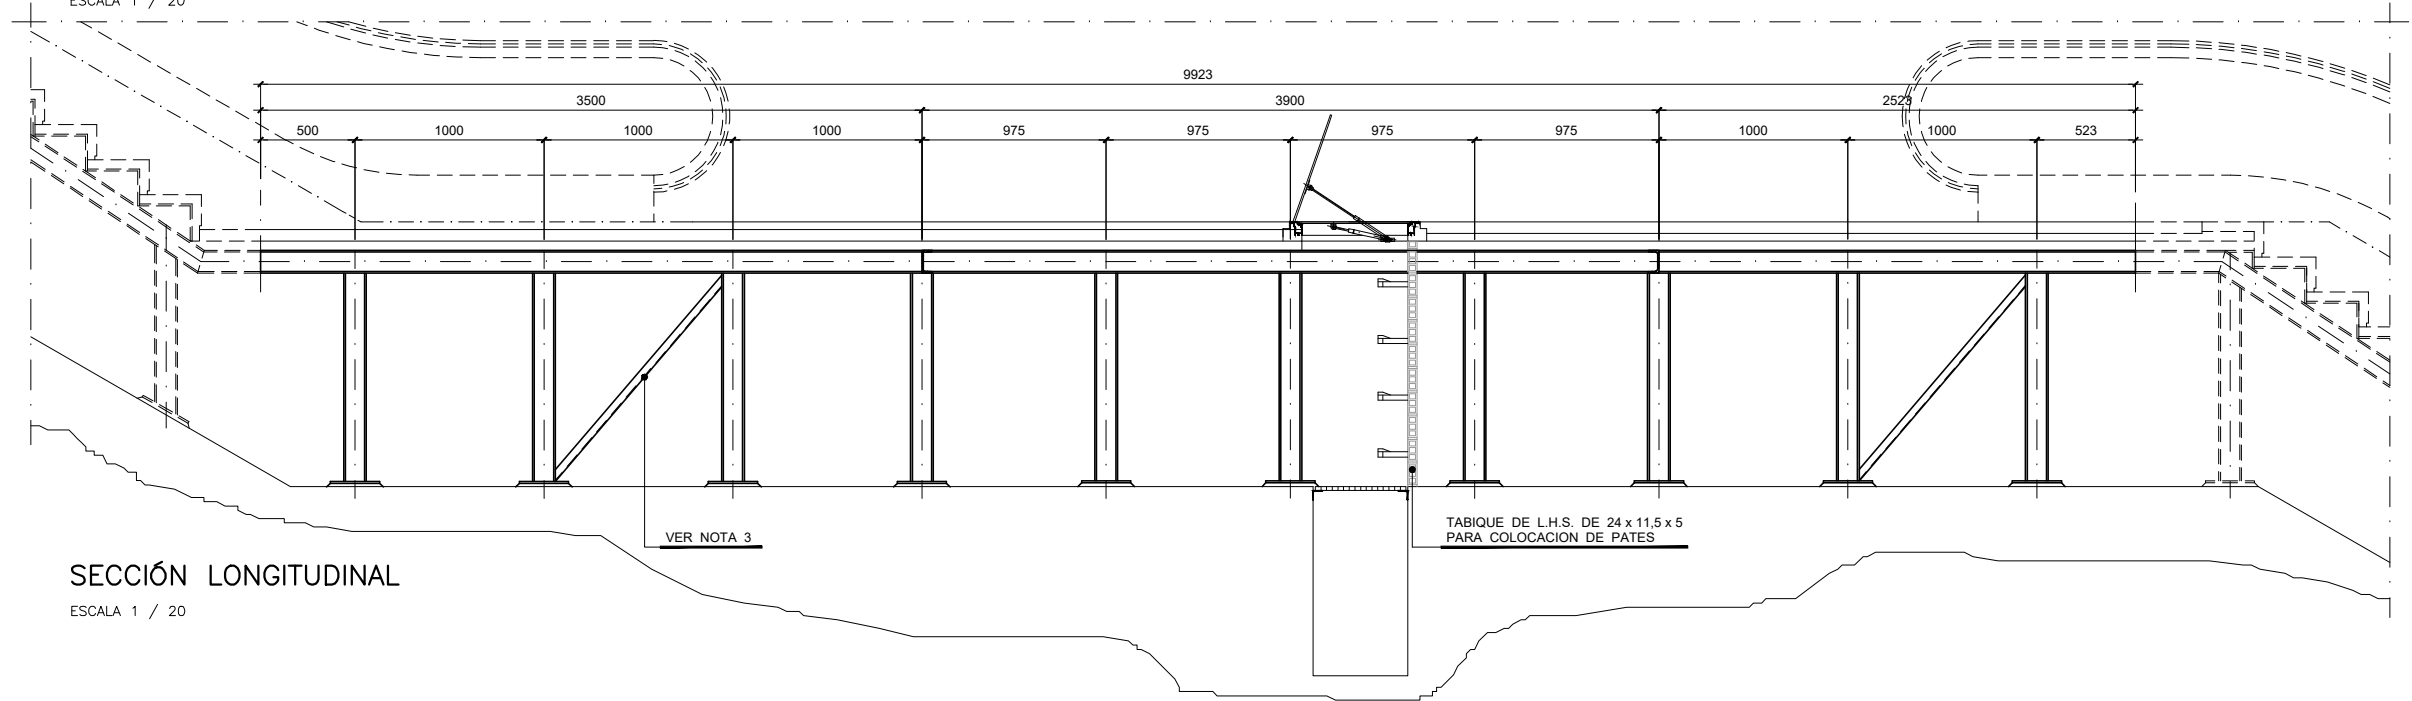 ESCALA 1 / 20
9923
3500 3900 2523
500 1000 1000 1000 975 975 975 975 1000 1000 523
VER NOTA 3
TABIQUE DE L.H.S. DE 24 x 11,5 x 5
PARA COLOCACION DE PATES
SECCIÓN LONGITUDINAL
ESCALA 1 / 20